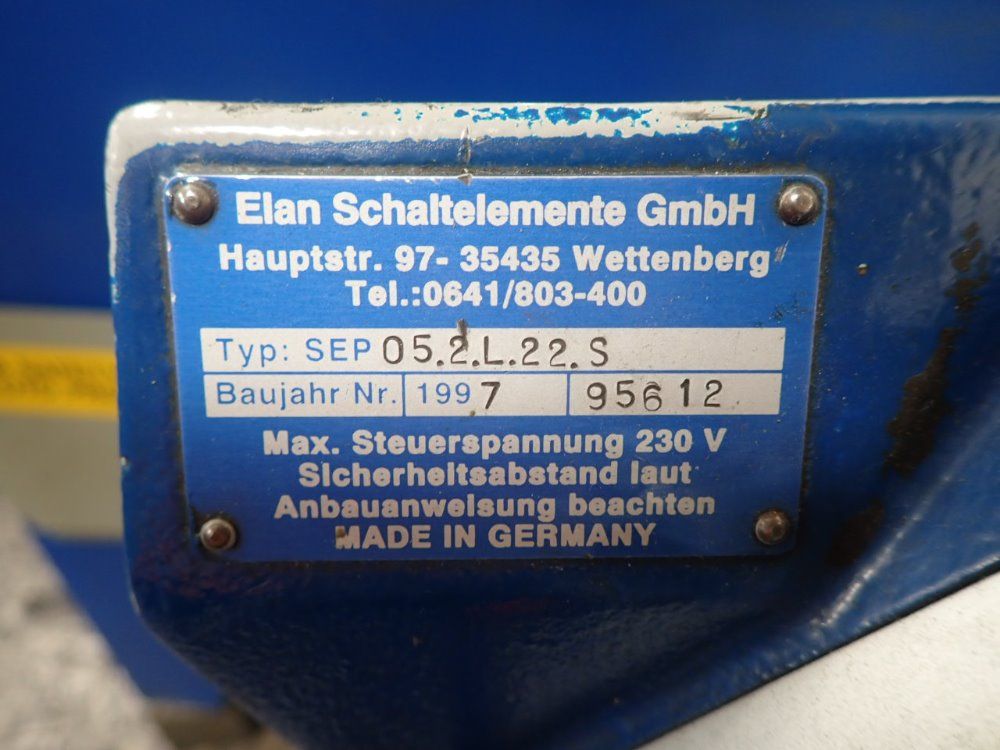 Elan Schaltelemente GmbH
Hauptstr. 97- 35435 Wettenberg
Tel.:0641/803-400
Typ: SEP 05.2.L.22.S
Baujahr Nr. 1997 95612
Max. Steuerspannung 230 V
Sicherheitsabstand laut
Anbauanweisung beachten
MADE IN GERMANY